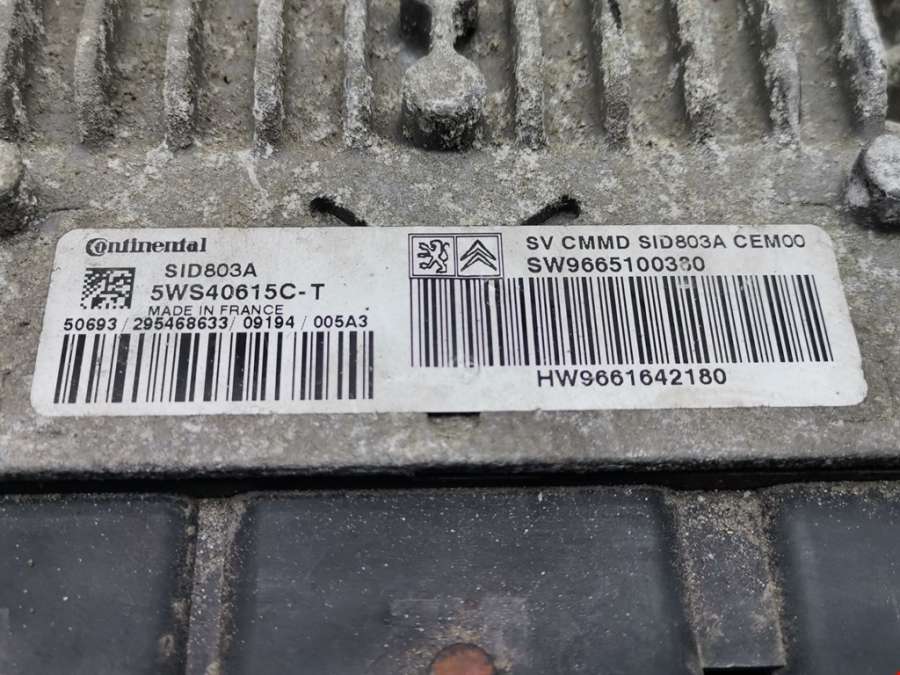 Continental
SID803A
5WS40615C-T
MADE IN FRANCE
50693/295468633/09194/005A3
SV CMMD SID803A CEM00
SW9665100380
HW9661642180